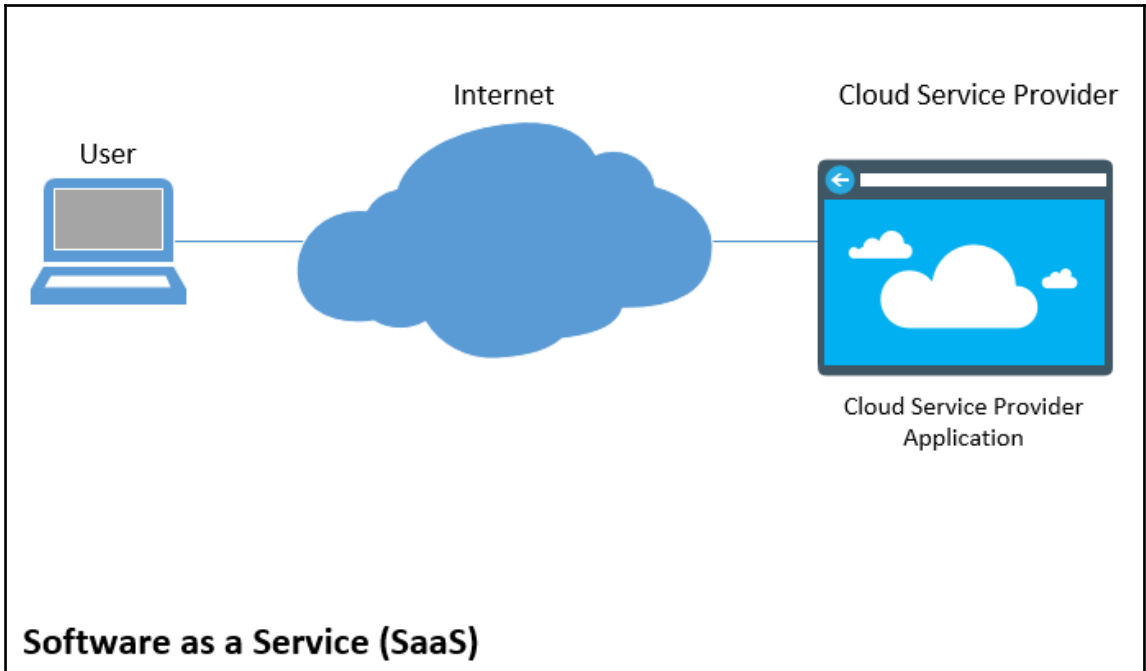 User
Internet
Cloud Service Provider
Cloud Service Provider
Application
Software as a Service (SaaS)